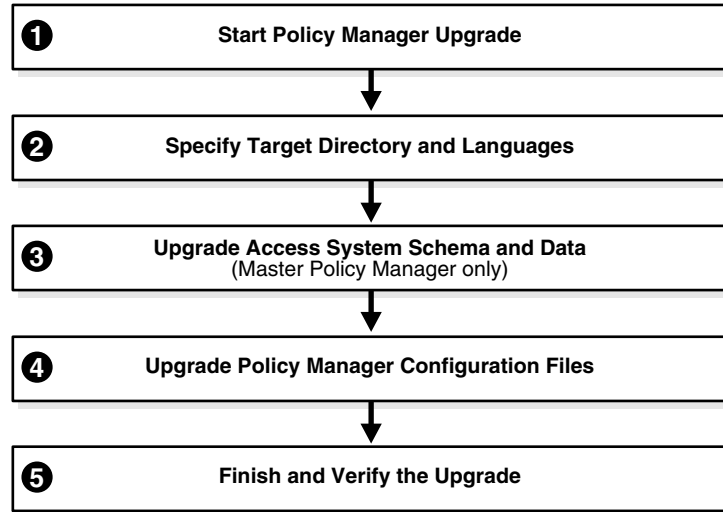 1 Start Policy Manager Upgrade
2 Specify Target Directory and Languages
3 Upgrade Access System Schema and Data
(Master Policy Manager only)
4 Upgrade Policy Manager Configuration Files
5 Finish and Verify the Upgrade